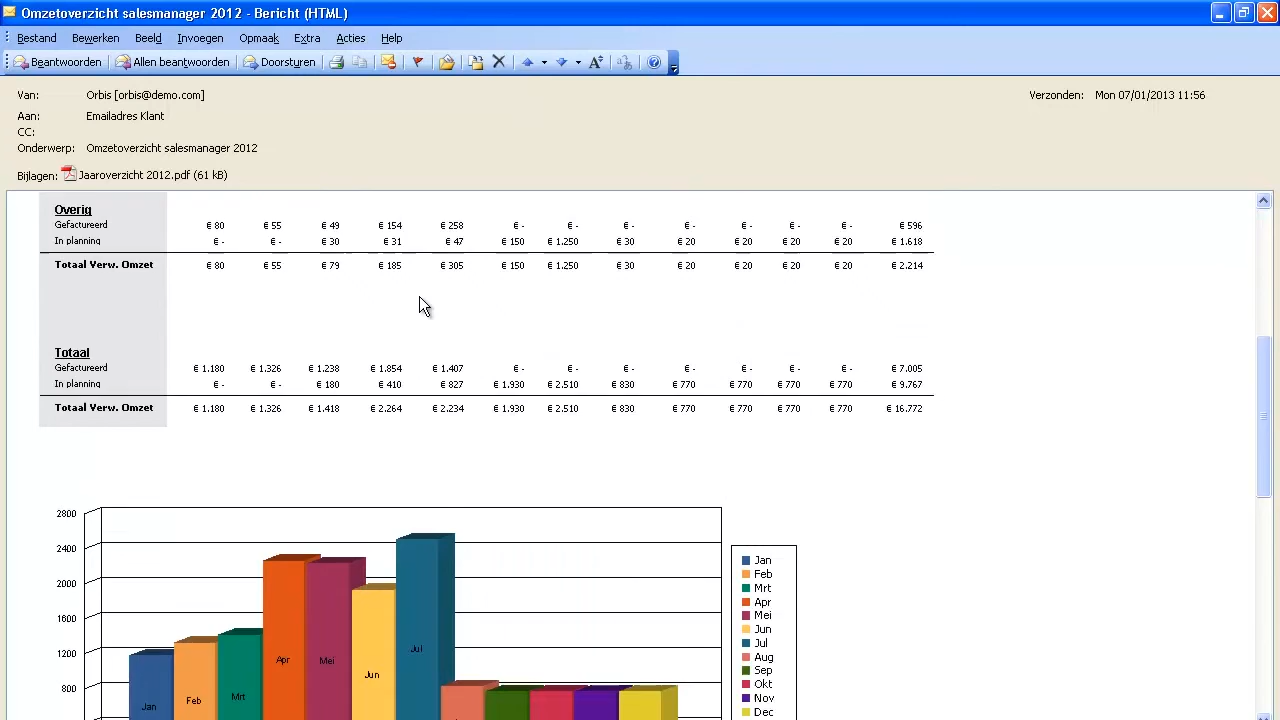 Omzetoverzicht salesmanager 2012 - Bericht (HTML)
Bestand Bewerken Beeld Invoegen Opmaak Extra Acties Help
Beantwoorden Allen beantwoorden Doorsturen
Van: Orbis [orbis@demo.com] Verzonden: Mon 07/01/2013 11:56
Aan: Emailadres Klant
CC:
Onderwerp: Omzetoverzicht salesmanager 2012
Bijlagen: Jaaroverzicht 2012.pdf (61 kB)
Overig
Gefactureerd € 80 € 55 € 49 € 154 € 258 € - € - € - € - € - € - € - € 596
In planning € - € - € 30 € 31 € 47 € 150 € 1.250 € 30 € 20 € 20 € 20 € 20 € 1.618
Totaal Verw. Omzet € 80 € 55 € 79 € 185 € 305 € 150 € 1.250 € 30 € 20 € 20 € 20 € 20 € 2.214
Totaal
Gefactureerd € 1.180 € 1.326 € 1.238 € 1.854 € 1.407 € - € - € - € - € - € - € - € 7.005
In planning € - € - € 180 € 410 € 827 € 1.930 € 2.510 € 830 € 770 € 770 € 770 € 770 € 9.767
Totaal Verw. Omzet € 1.180 € 1.326 € 1.418 € 2.264 € 2.234 € 1.930 € 2.510 € 830 € 770 € 770 € 770 € 770 € 16.772
2800
2400
2000
1600
1200
800
Jan
Feb
Mrt
Apr
Mei
Jun
Jul
Jan
Feb
Mrt
Apr
Mei
Jun
Jul
Aug
Sep
Okt
Nov
Dec